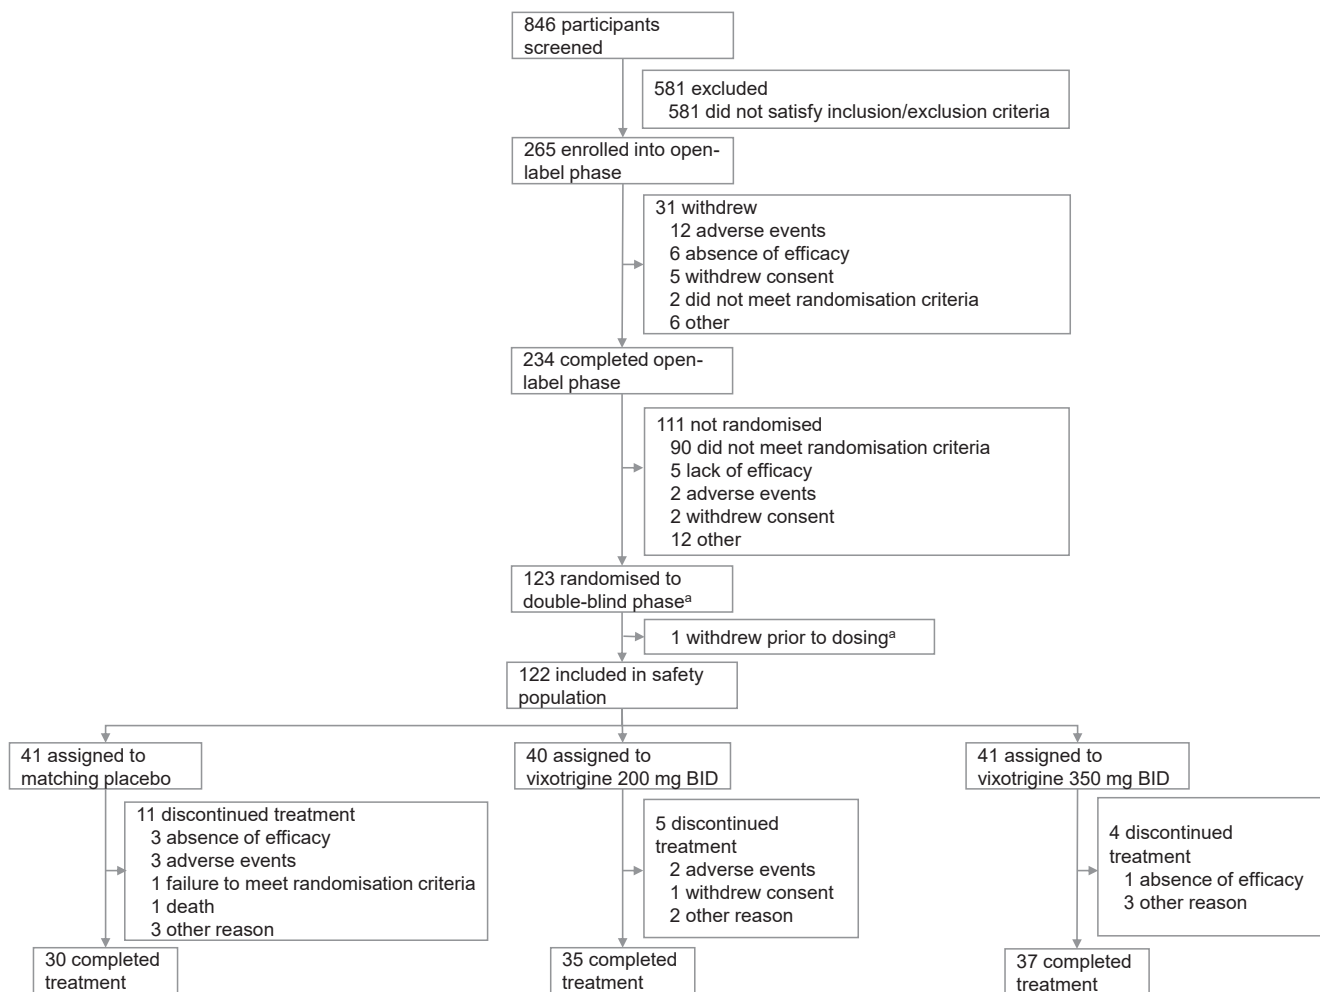 846 participants
screened
581 excluded
581 did not satisfy inclusion/exclusion criteria
265 enrolled into open-
label phase
31 withdrew
12 adverse events
6 absence of efficacy
5 withdrew consent
2 did not meet randomisation criteria
6 other
234 completed open-
label phase
111 not randomised
90 did not meet randomisation criteria
5 lack of efficacy
2 adverse events
2 withdrew consent
12 other
123 randomised to
double-blind phaseᵃ
1 withdrew prior to dosingᵃ
122 included in safety
population
41 assigned to
matching placebo
40 assigned to
vixotrigine 200 mg BID
41 assigned to
vixotrigine 350 mg BID
11 discontinued treatment
3 absence of efficacy
3 adverse events
1 failure to meet randomisation criteria
1 death
3 other reason
5 discontinued
treatment
2 adverse events
1 withdrew consent
2 other reason
4 discontinued
treatment
1 absence of efficacy
3 other reason
30 completed
treatment
35 completed
treatment
37 completed
treatment